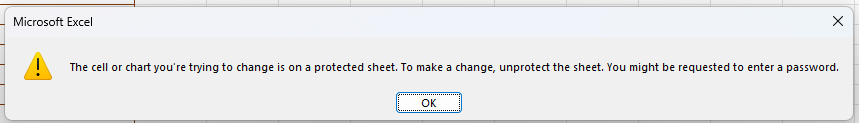 Microsoft Excel
The cell or chart you're trying to change is on a protected sheet. To make a change, unprotect the sheet. You might be requested to enter a password.
OK